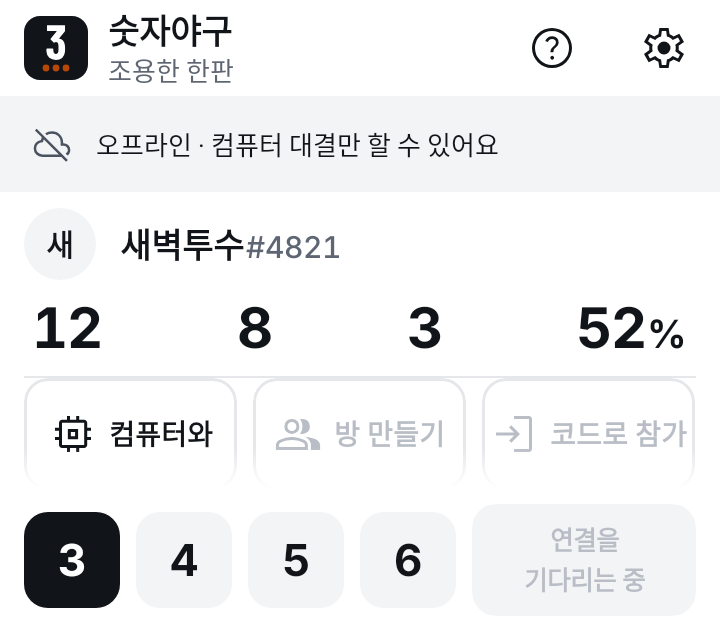 3
숫자야구
조용한 한판
오프라인 · 컴퓨터 대결만 할 수 있어요
새
새벽투수#4821
12 8 3 52%
컴퓨터와
방 만들기
코드로 참가
3 4 5 6
연결을
기다리는 중